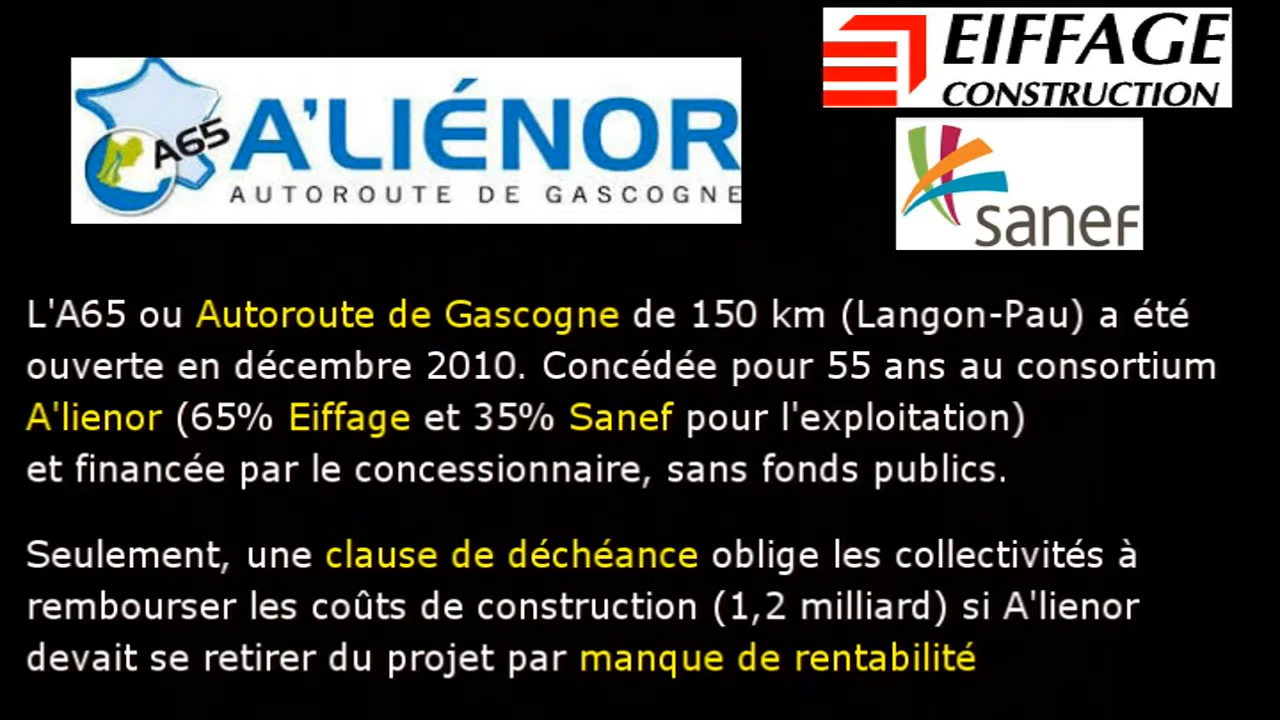 EIFFAGE
CONSTRUCTION
A65
A'LIÉNOR
AUTOROUTE DE GASCOGNE
sanef
L'A65 ou Autoroute de Gascogne de 150 km (Langon-Pau) a été
ouverte en décembre 2010. Concédée pour 55 ans au consortium
A'lienor (65% Eiffage et 35% Sanef pour l'exploitation)
et financée par le concessionnaire, sans fonds publics.
Seulement, une clause de déchéance oblige les collectivités à
rembourser les coûts de construction (1,2 milliard) si A'lienor
devait se retirer du projet par manque de rentabilité